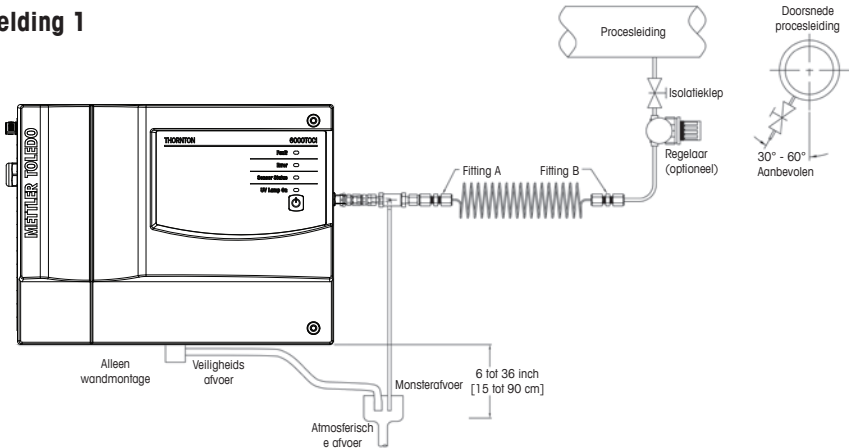 elding 1
Procesleiding
Doorsnede
procesleiding
Isolatieklep
Regelaar
(optioneel)
30° - 60°
Aanbevolen
METTLER TOLEDO
THORNTON 6000TOCi
Fault
Error
Sensor Status
UV Lamp On
Fitting A
Fitting B
Alleen
wandmontage
Veiligheids
afvoer
Monsterafvoer
6 tot 36 inch
[15 tot 90 cm]
Atmosferisch
e afvoer